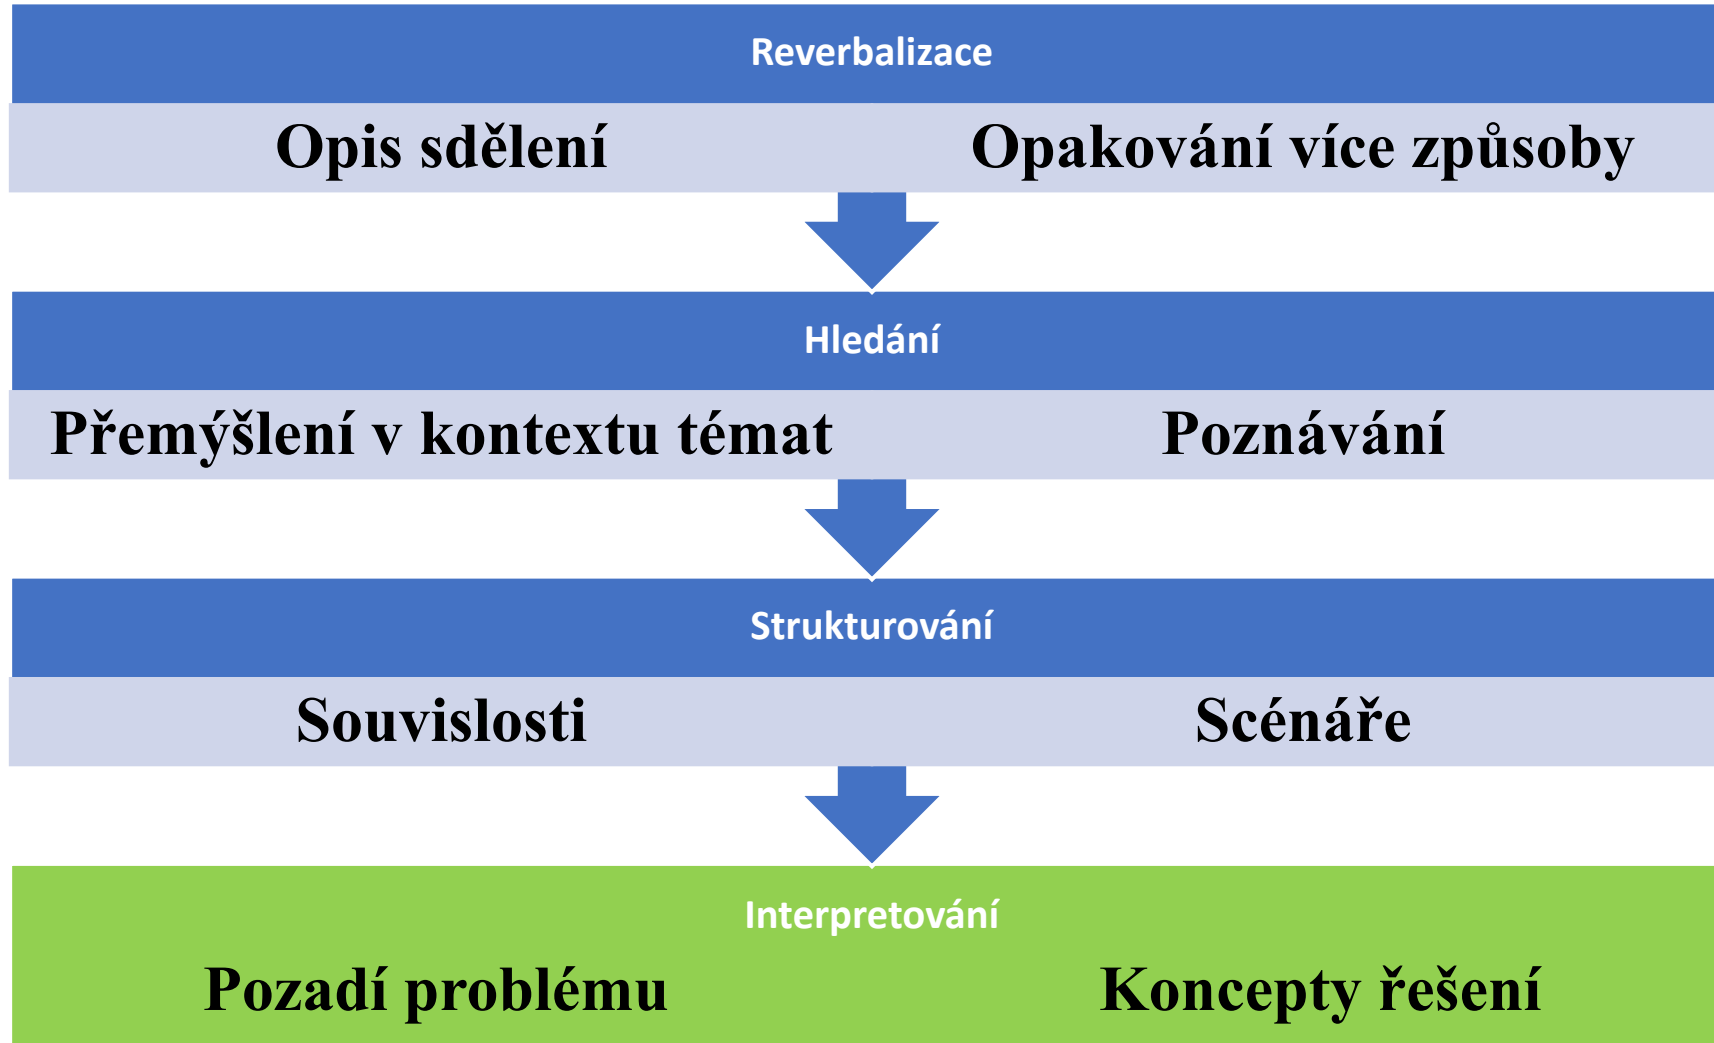 Reverbalizace
Opis sdělení Opakování více způsoby
Hledání
Přemýšlení v kontextu témat Poznávání
Strukturování
Souvislosti Scénáře
Interpretování
Pozadí problému Koncepty řešení